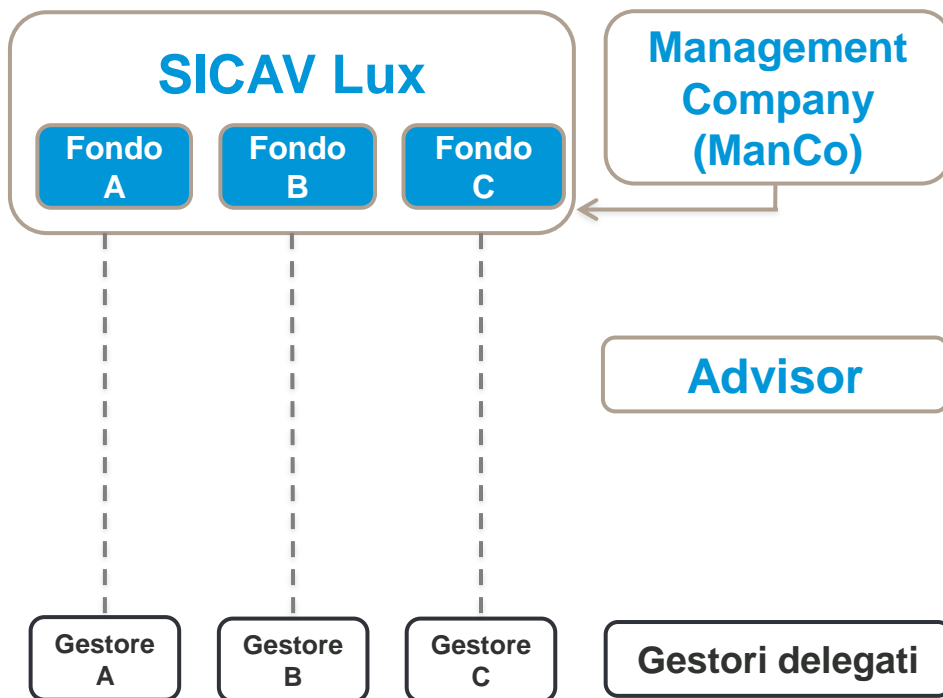 SICAV Lux
Fondo
A
Fondo
B
Fondo
C
Management
Company
(ManCo)
Advisor
Gestore
A
Gestore
B
Gestore
C
Gestori delegati